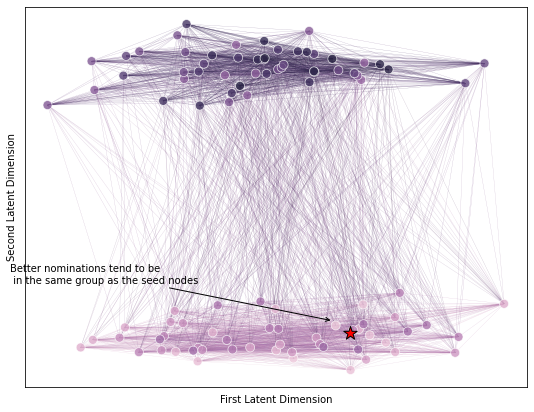 Second Latent Dimension
Better nominations tend to be
in the same group as the seed nodes
First Latent Dimension